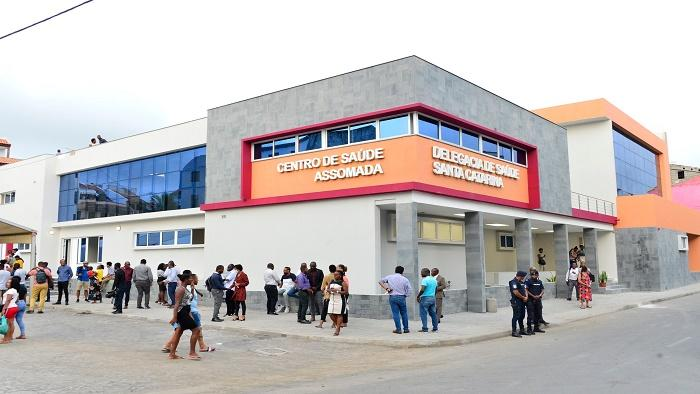 CENTRO DE SAÚDE
ASSOMADA
DELEGACIA DE SAÚDE
SANTA CATARINA